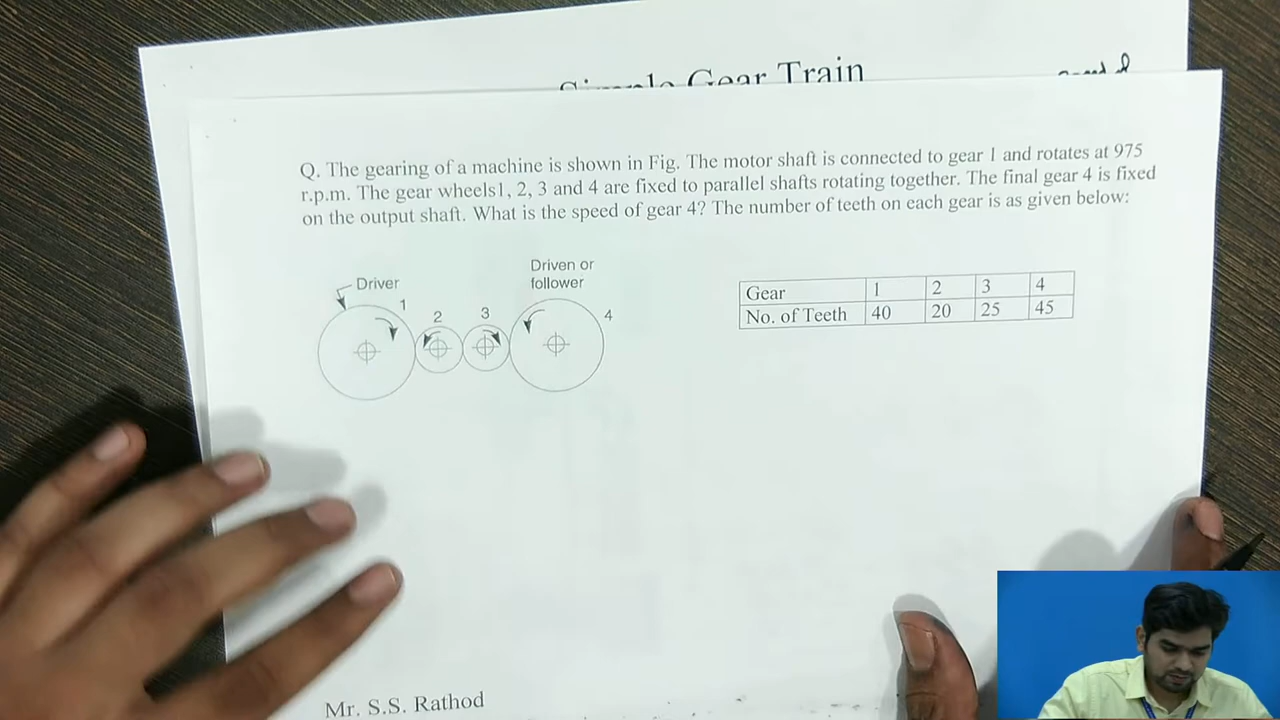 Gear Train
Q. The gearing of a machine is shown in Fig. The motor shaft is connected to gear 1 and rotates at 975
r.p.m. The gear wheels1, 2, 3 and 4 are fixed to parallel shafts rotating together. The final gear 4 is fixed
on the output shaft. What is the speed of gear 4? The number of teeth on each gear is as given below:
Driver
Driven or
follower
1
2
3
4
Gear 1 2 3 4
No. of Teeth 40 20 25 45
Mr. S.S. Rathod